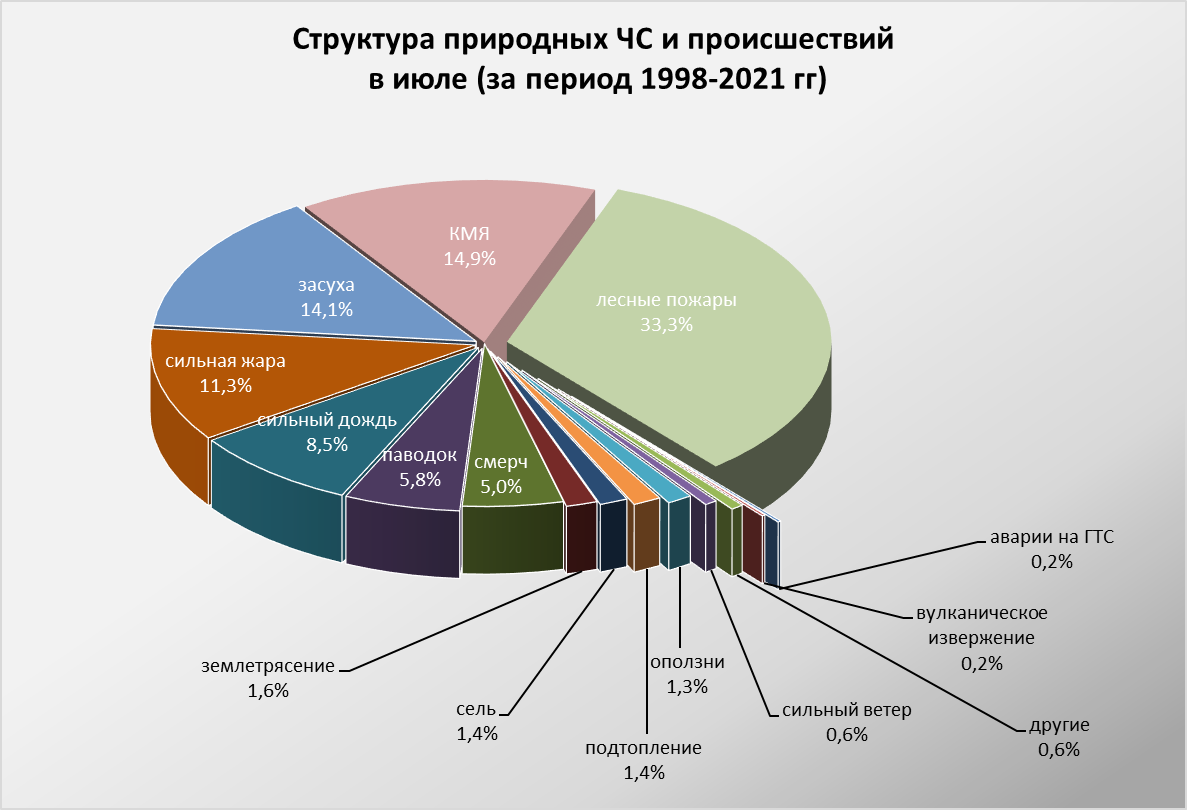 Структура природных ЧС и происшествий
в июле (за период 1998-2021 гг)
КМЯ
14,9%
лесные пожары
33,3%
засуха
14,1%
сильная жара
11,3%
сильный дождь
8,5%
паводок
5,8%
смерч
5,0%
аварии на ГТС
0,2%
вулканическое
извержение
0,2%
землетрясение
1,6%
оползни
1,3%
сель
1,4%
сильный ветер
0,6%
другие
0,6%
подтопление
1,4%